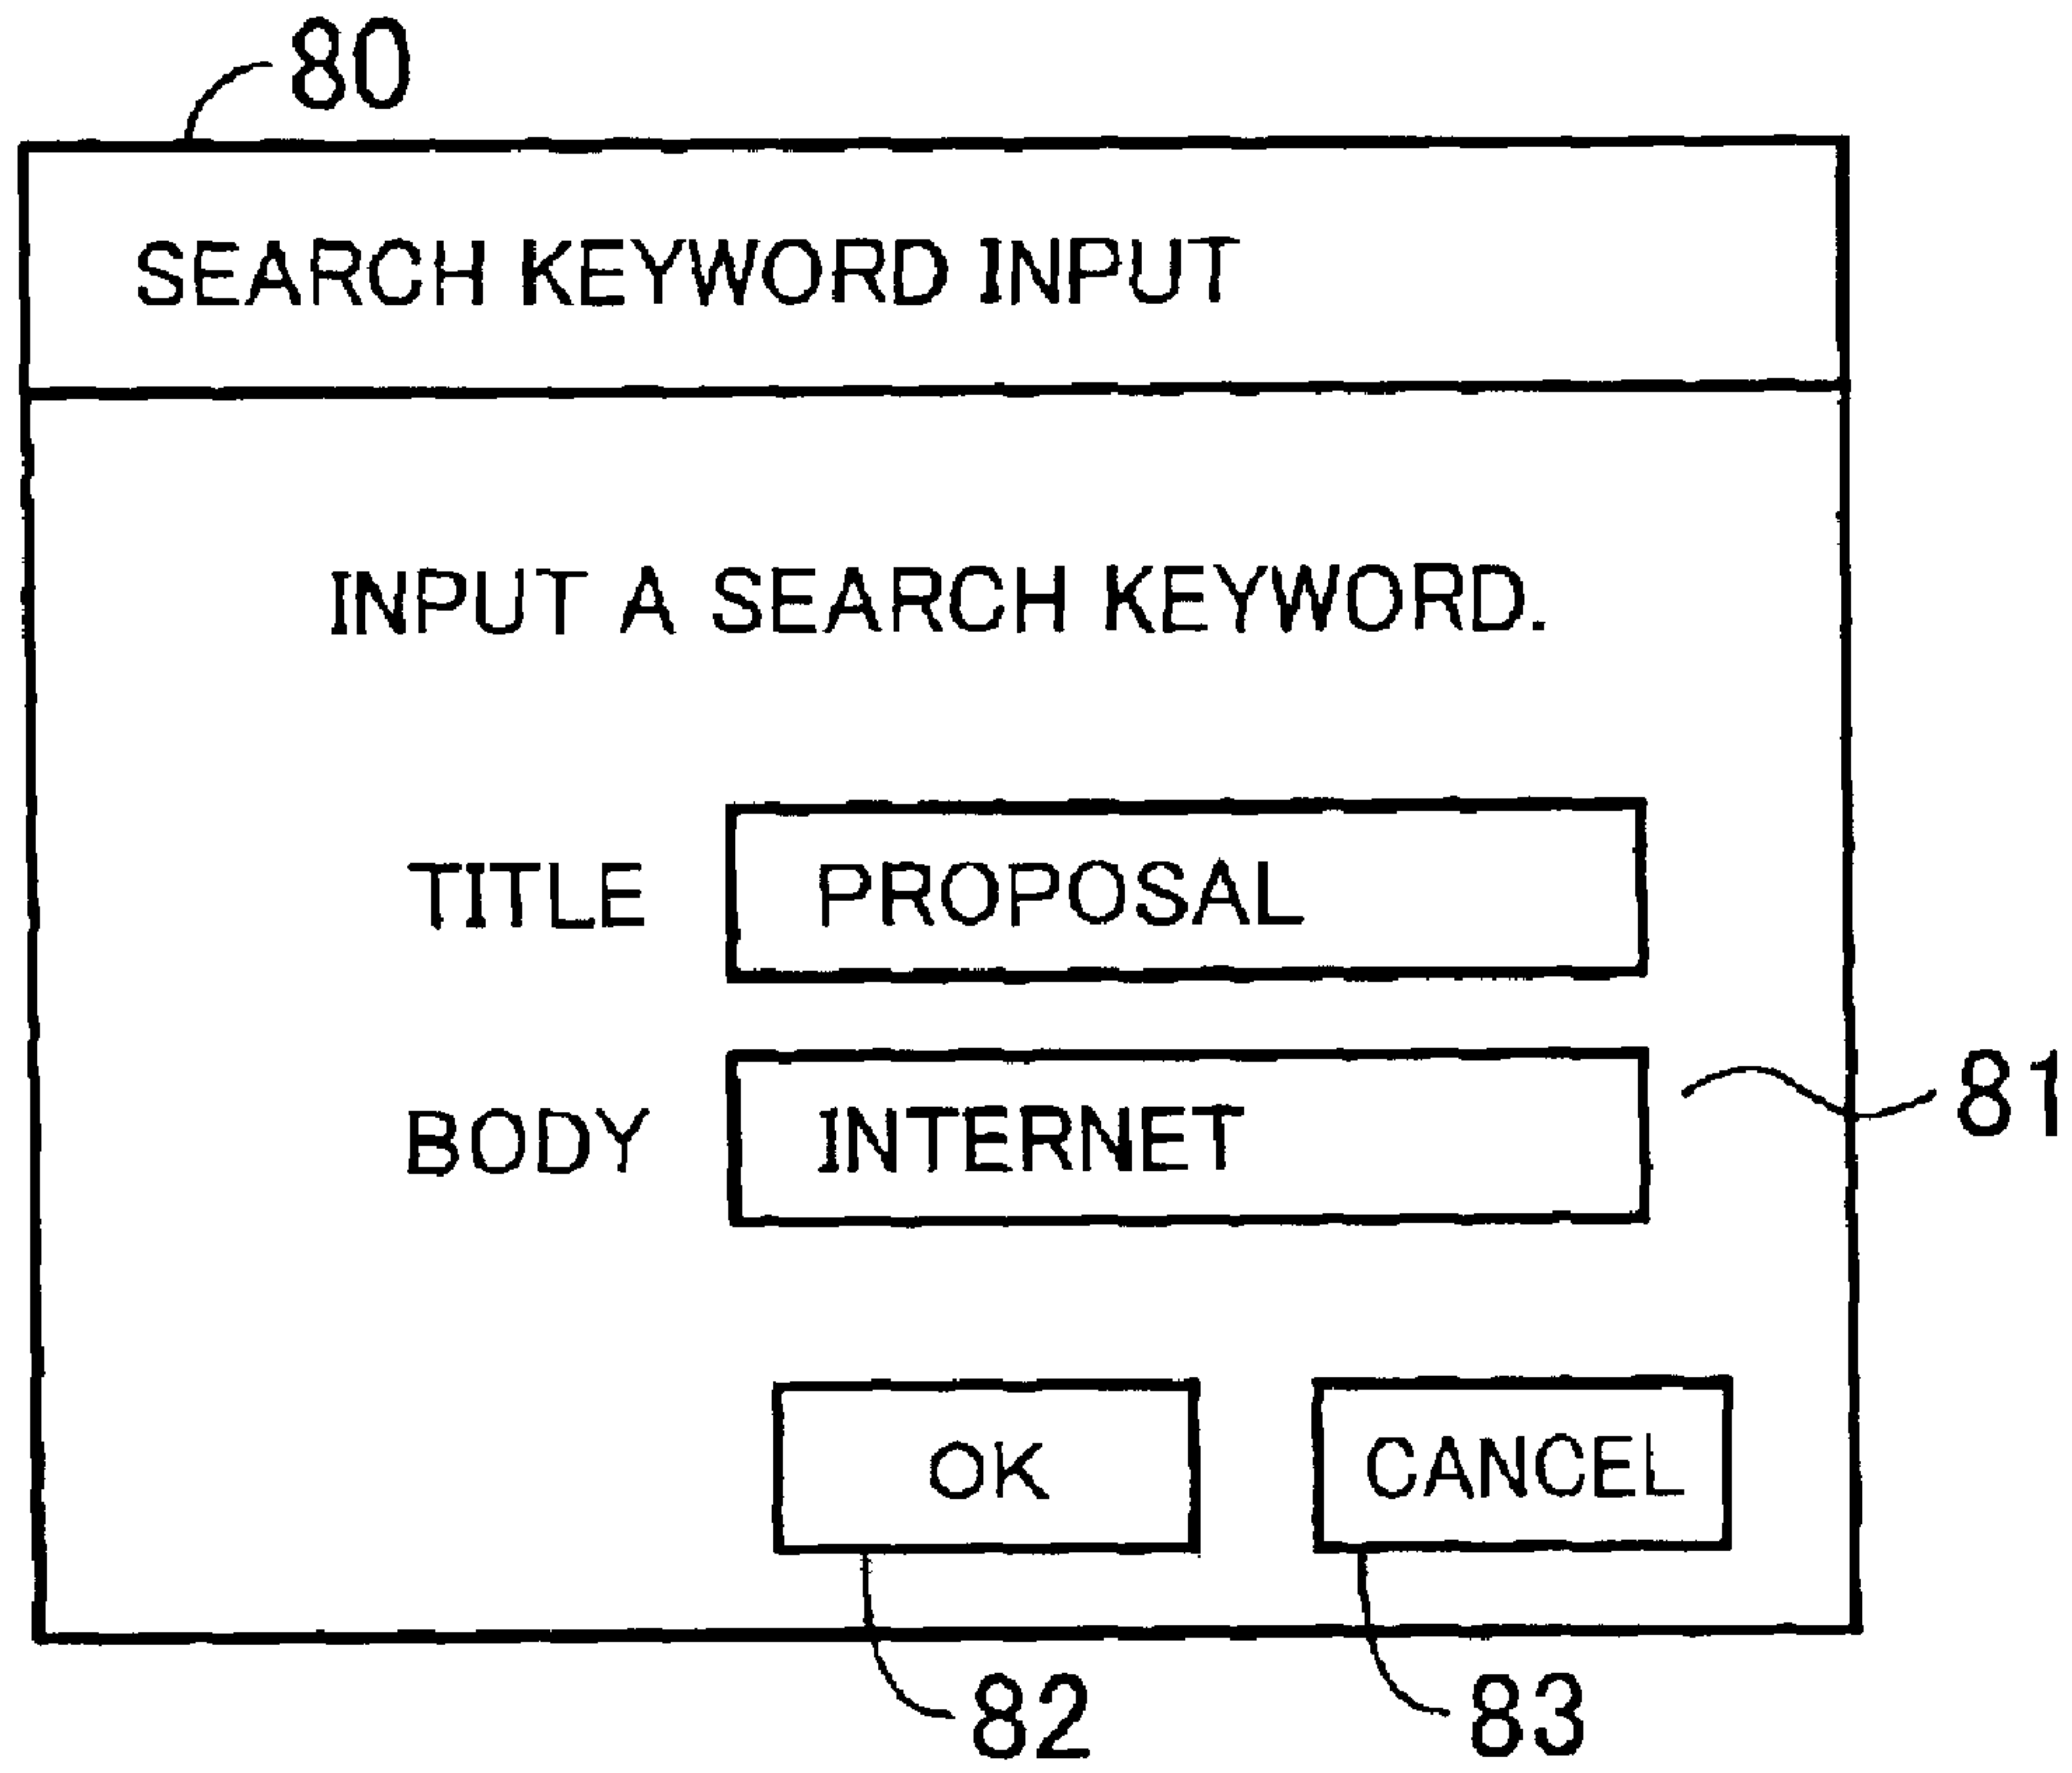 80
SEARCH KEYWORD INPUT
INPUT A SEARCH KEYWORD.
TITLE PROPOSAL
BODY INTERNET
81
OK CANCEL
82 83